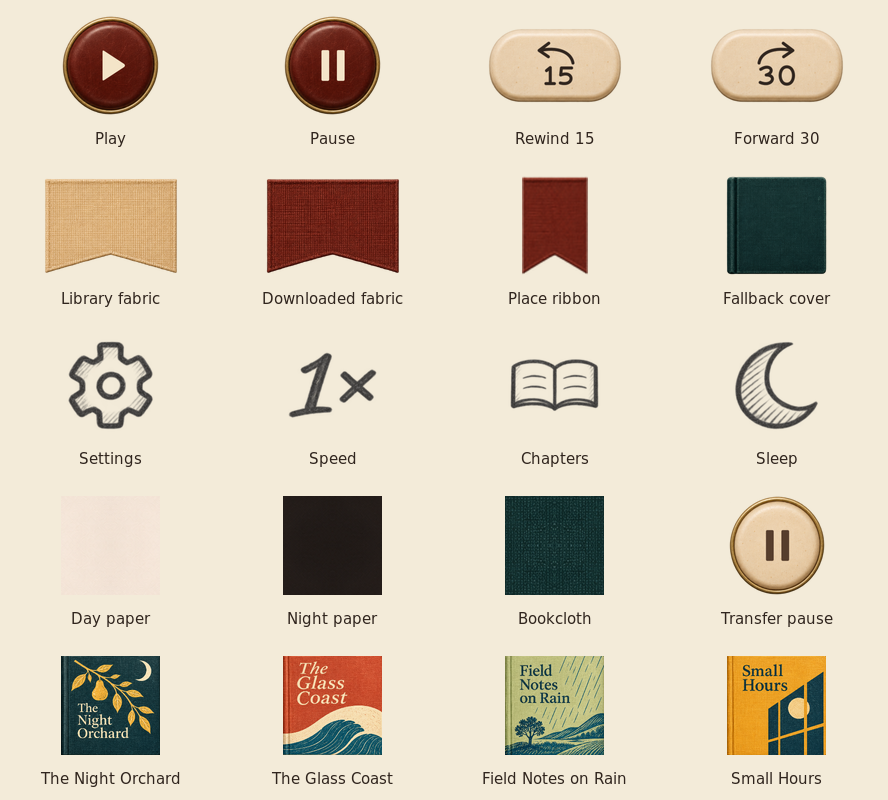 15
30
Play
Pause
Rewind 15
Forward 30
Library fabric
Downloaded fabric
Place ribbon
Fallback cover
1×
Settings
Speed
Chapters
Sleep
Day paper
Night paper
Bookcloth
Transfer pause
The
Night
Orchard
The
Glass
Coast
Field
Notes
on Rain
Small
Hours
The Night Orchard
The Glass Coast
Field Notes on Rain
Small Hours